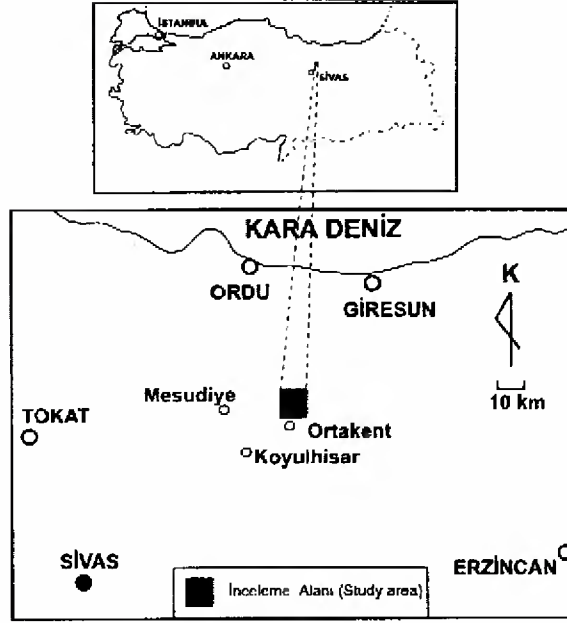 İSTANBUL
ANKARA
SİVAS
KARA DENİZ
ORDU
GİRESUN
K
10 km
Mesudiye
TOKAT
Ortakent
Koyulhisar
SİVAS
ERZİNCAN
İnceleme Alanı (Study area)